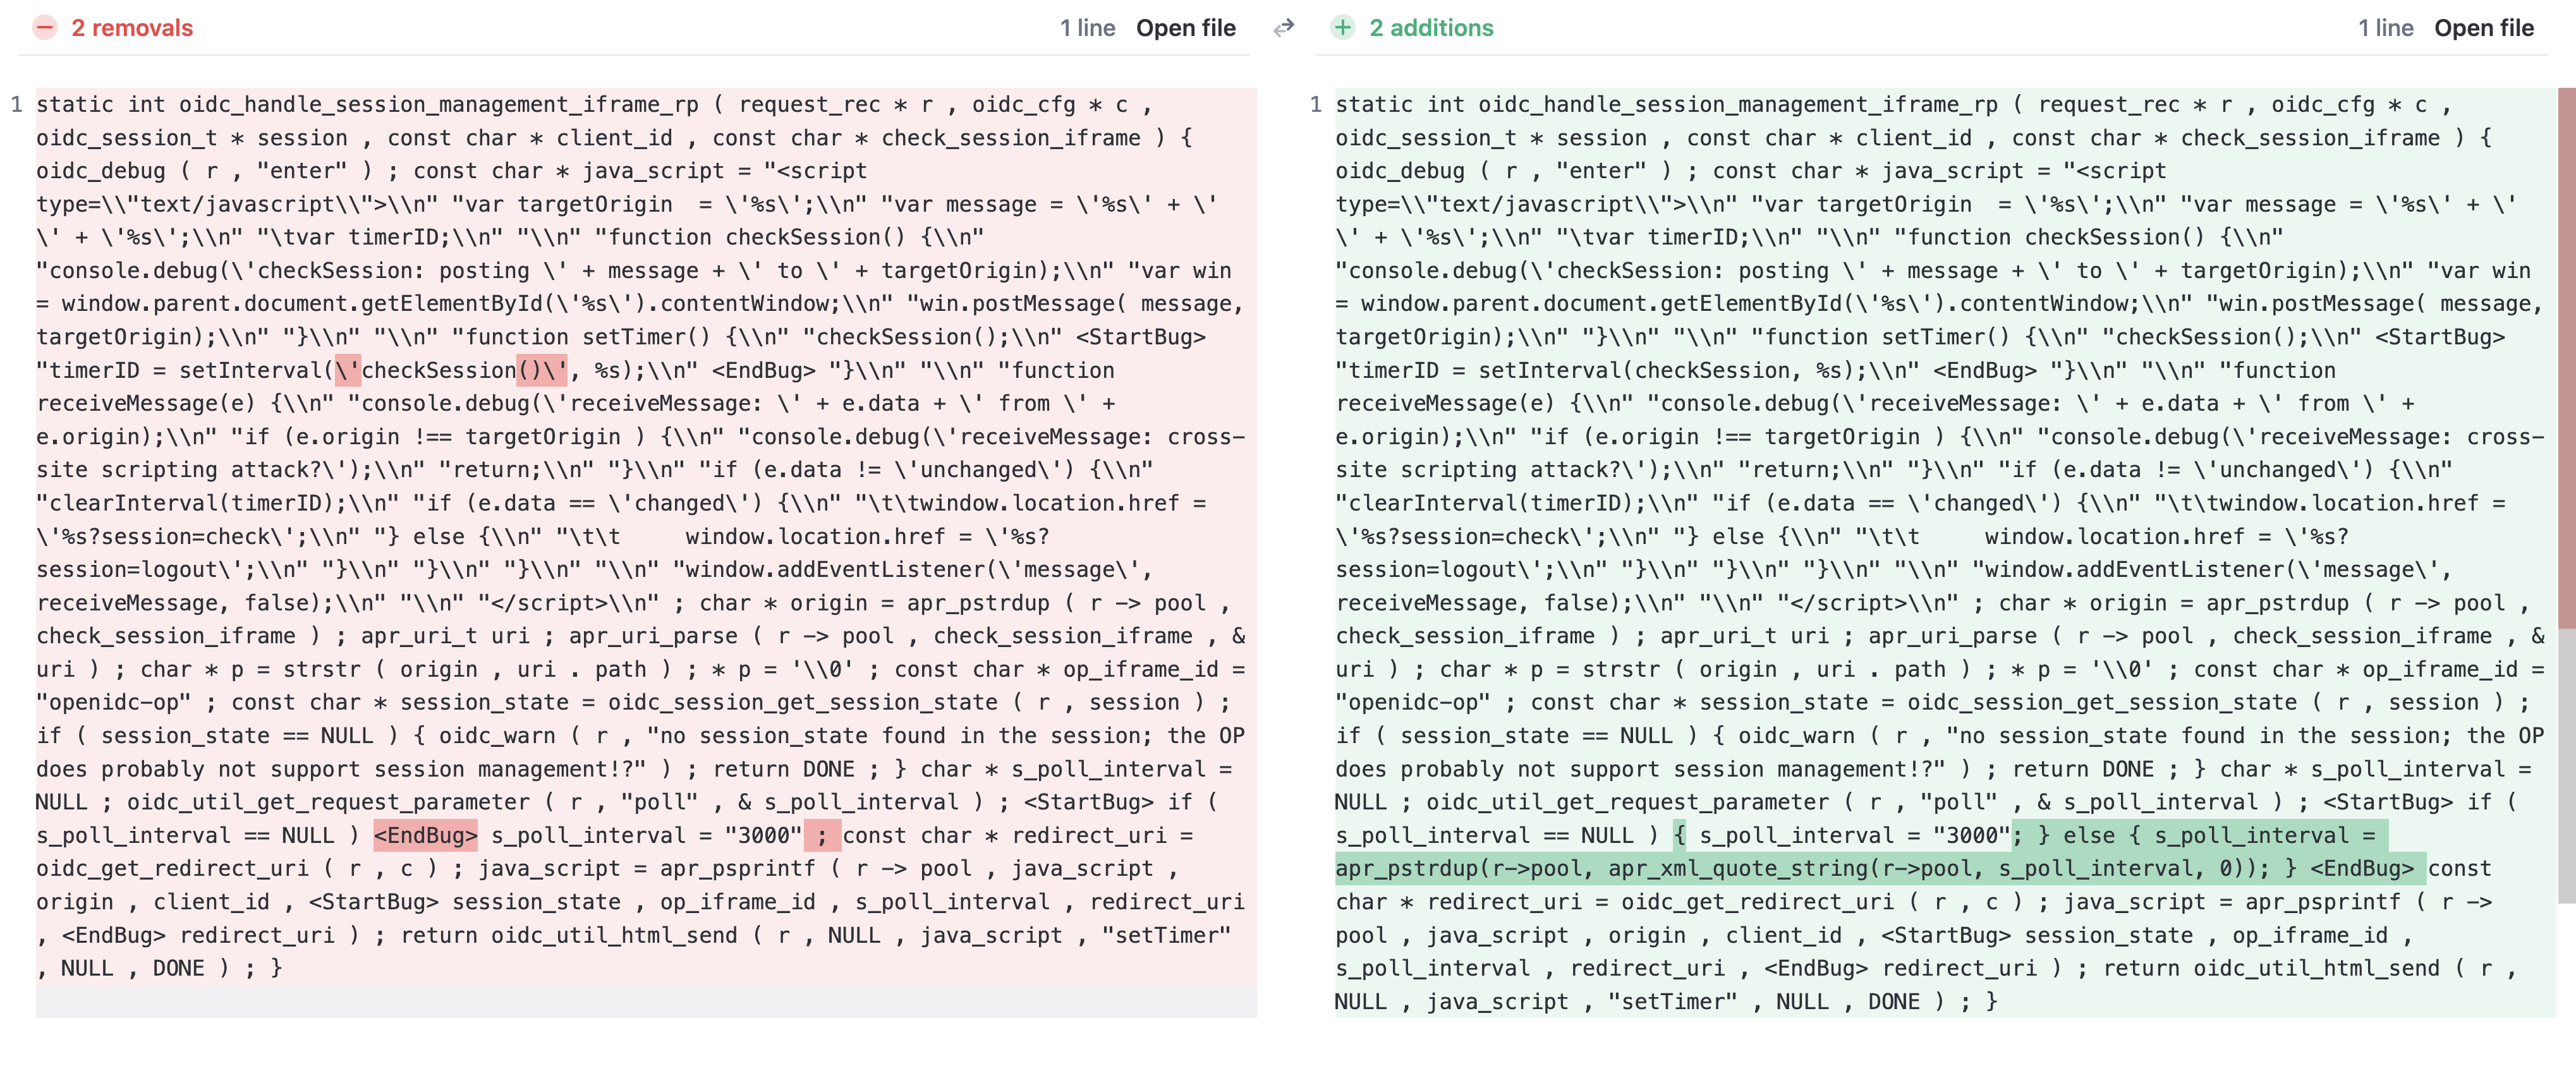 2 removals
1 line Open file
2 additions
1 line Open file
1 static int oidc_handle_session_management_iframe_rp ( request_rec * r , oidc_cfg * c ,
oidc_session_t * session , const char * client_id , const char * check_session_iframe ) {
oidc_debug ( r , "enter" ) ; const char * java_script = "<script
type=\\"text/javascript\\">\\n" "var targetOrigin  = \'%s\';\\n" "var message = \'%s\' + \'
\' + \'%s\';\\n" "\tvar timerID;\\n" "\\n" "function checkSession() {\\n"
"console.debug(\'checkSession: posting \' + message + \' to \' + targetOrigin);\\n" "var win
= window.parent.document.getElementById(\'%s\').contentWindow;\\n" "win.postMessage( message,
targetOrigin);\\n" "}\\n" "\\n" "function setTimer() {\\n" "checkSession();\\n" <StartBug>
"timerID = setInterval(\'checkSession()\', %s);\\n" <EndBug> "}\\n" "\\n" "function
receiveMessage(e) {\\n" "console.debug(\'receiveMessage: \' + e.data + \' from \' +
e.origin);\\n" "if (e.origin !== targetOrigin ) {\\n" "console.debug(\'receiveMessage: cross-
site scripting attack?\');\\n" "return;\\n" "}\\n" "if (e.data != \'unchanged\') {\\n"
"clearInterval(timerID);\\n" "if (e.data == \'changed\') {\\n" "\t\twindow.location.href =
\'%s?session=check\';\\n" "} else {\\n" "\t\t     window.location.href = \'%s?
session=logout\';\\n" "}\\n" "}\\n" "}\\n" "\\n" "window.addEventListener(\'message\',
receiveMessage, false);\\n" "\\n" "</script>\\n" ; char * origin = apr_pstrdup ( r -> pool ,
check_session_iframe ) ; apr_uri_t uri ; apr_uri_parse ( r -> pool , check_session_iframe , &
uri ) ; char * p = strstr ( origin , uri . path ) ; * p = '\\0' ; const char * op_iframe_id =
"openidc-op" ; const char * session_state = oidc_session_get_session_state ( r , session ) ;
if ( session_state == NULL ) { oidc_warn ( r , "no session_state found in the session; the OP
does probably not support session management!?" ) ; return DONE ; } char * s_poll_interval =
NULL ; oidc_util_get_request_parameter ( r , "poll" , & s_poll_interval ) ; <StartBug> if (
s_poll_interval == NULL ) <EndBug> s_poll_interval = "3000" ; const char * redirect_uri =
oidc_get_redirect_uri ( r , c ) ; java_script = apr_psprintf ( r -> pool , java_script ,
origin , client_id , <StartBug> session_state , op_iframe_id , s_poll_interval , redirect_uri
, <EndBug> redirect_uri ) ; return oidc_util_html_send ( r , NULL , java_script , "setTimer"
, NULL , DONE ) ; }
1 static int oidc_handle_session_management_iframe_rp ( request_rec * r , oidc_cfg * c ,
oidc_session_t * session , const char * client_id , const char * check_session_iframe ) {
oidc_debug ( r , "enter" ) ; const char * java_script = "<script
type=\\"text/javascript\\">\\n" "var targetOrigin  = \'%s\';\\n" "var message = \'%s\' + \'
\' + \'%s\';\\n" "\tvar timerID;\\n" "\\n" "function checkSession() {\\n"
"console.debug(\'checkSession: posting \' + message + \' to \' + targetOrigin);\\n" "var win
= window.parent.document.getElementById(\'%s\').contentWindow;\\n" "win.postMessage( message,
targetOrigin);\\n" "}\\n" "\\n" "function setTimer() {\\n" "checkSession();\\n" <StartBug>
"timerID = setInterval(checkSession, %s);\\n" <EndBug> "}\\n" "\\n" "function
receiveMessage(e) {\\n" "console.debug(\'receiveMessage: \' + e.data + \' from \' +
e.origin);\\n" "if (e.origin !== targetOrigin ) {\\n" "console.debug(\'receiveMessage: cross-
site scripting attack?\');\\n" "return;\\n" "}\\n" "if (e.data != \'unchanged\') {\\n"
"clearInterval(timerID);\\n" "if (e.data == \'changed\') {\\n" "\t\twindow.location.href =
\'%s?session=check\';\\n" "} else {\\n" "\t\t     window.location.href = \'%s?
session=logout\';\\n" "}\\n" "}\\n" "}\\n" "\\n" "window.addEventListener(\'message\',
receiveMessage, false);\\n" "\\n" "</script>\\n" ; char * origin = apr_pstrdup ( r -> pool ,
check_session_iframe ) ; apr_uri_t uri ; apr_uri_parse ( r -> pool , check_session_iframe , &
uri ) ; char * p = strstr ( origin , uri . path ) ; * p = '\\0' ; const char * op_iframe_id =
"openidc-op" ; const char * session_state = oidc_session_get_session_state ( r , session ) ;
if ( session_state == NULL ) { oidc_warn ( r , "no session_state found in the session; the OP
does probably not support session management!?" ) ; return DONE ; } char * s_poll_interval =
NULL ; oidc_util_get_request_parameter ( r , "poll" , & s_poll_interval ) ; <StartBug> if (
s_poll_interval == NULL ) { s_poll_interval = "3000"; } else { s_poll_interval =
apr_pstrdup(r->pool, apr_xml_quote_string(r->pool, s_poll_interval, 0)); } <EndBug> const
char * redirect_uri = oidc_get_redirect_uri ( r , c ) ; java_script = apr_psprintf ( r ->
pool , java_script , origin , client_id , <StartBug> session_state , op_iframe_id ,
s_poll_interval , redirect_uri , <EndBug> redirect_uri ) ; return oidc_util_html_send ( r ,
NULL , java_script , "setTimer" , NULL , DONE ) ; }